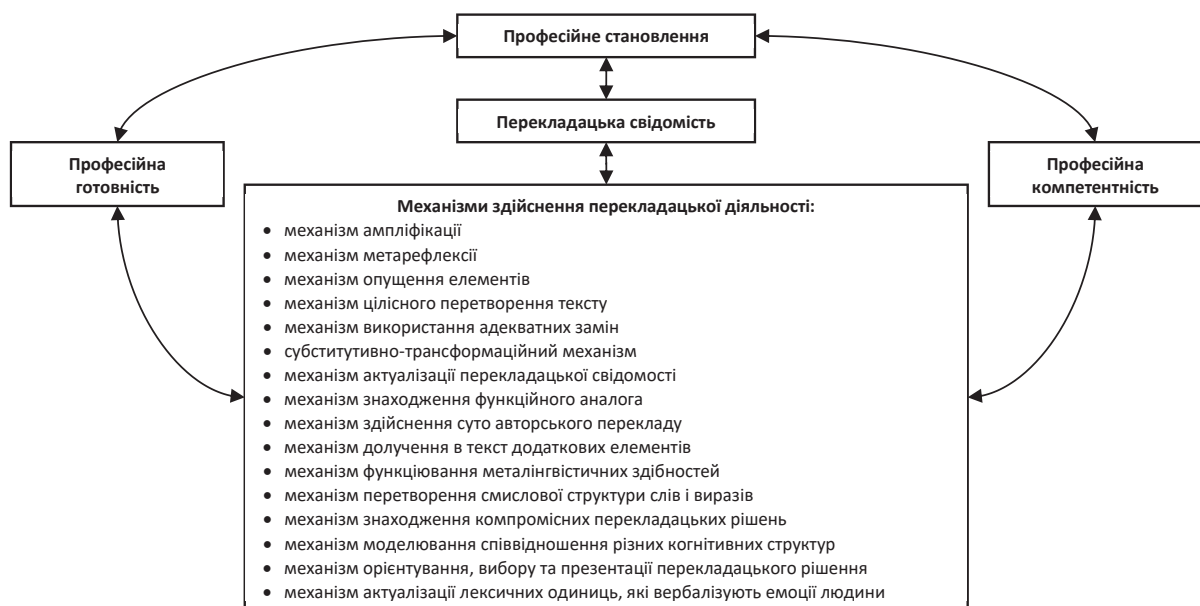 Професійне становлення
Перекладацька свідомість
Професійна
готовність
Професійна
компетентність
Механізми здійснення перекладацької діяльності:
• механізм ампліфікації
• механізм метарефлексії
• механізм опущення елементів
• механізм цілісного перетворення тексту
• механізм використання адекватних замін
• субститутивно-трансформаційний механізм
• механізм актуалізації перекладацької свідомості
• механізм знаходження функційного аналога
• механізм здійснення суто авторського перекладу
• механізм долучення в текст додаткових елементів
• механізм функціювання металінгвістичних здібностей
• механізм перетворення смислової структури слів і виразів
• механізм знаходження компромісних перекладацьких рішень
• механізм моделювання співвідношення різних когнітивних структур
• механізм орієнтування, вибору та презентації перекладацького рішення
• механізм актуалізації лексичних одиниць, які вербалізують емоції людини